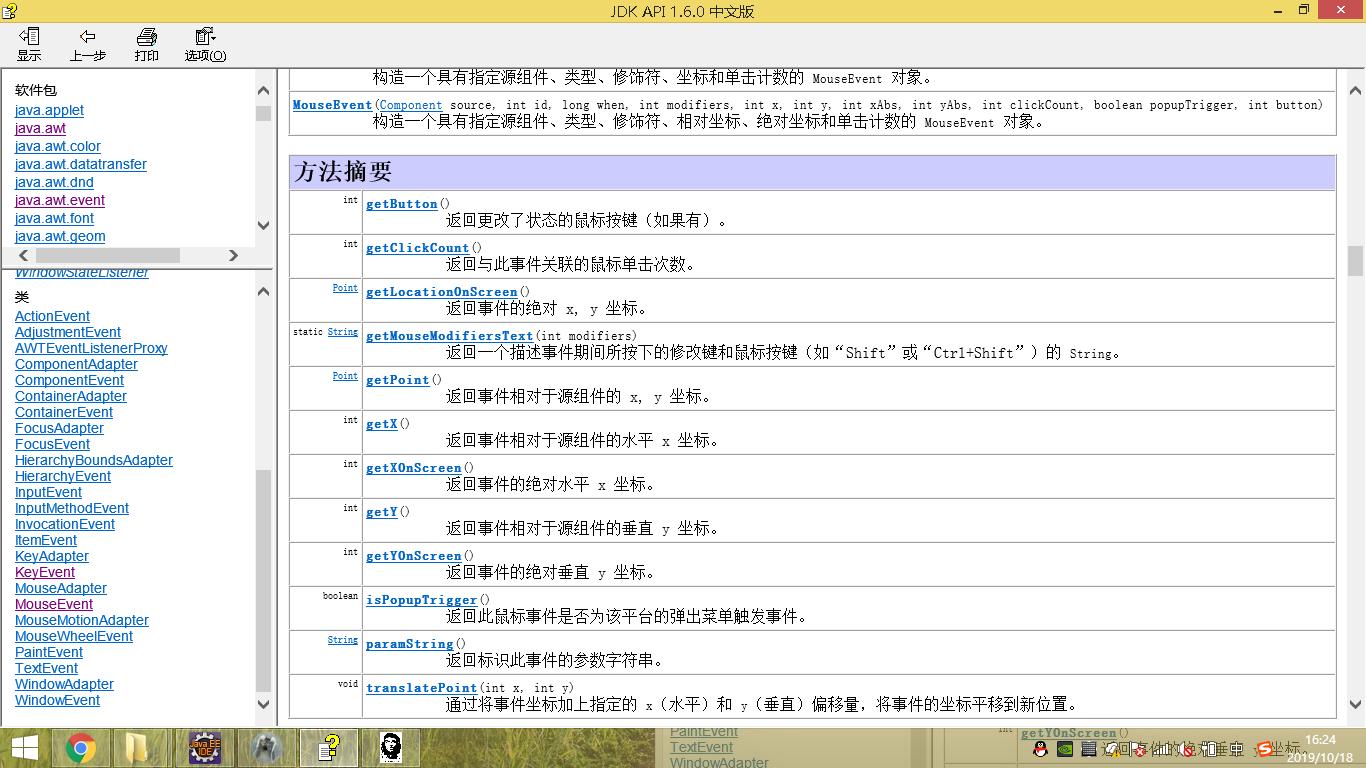 JDK API 1.6.0 中文版
显示 上一步 打印 选项(O)
软件包
java.applet
java.awt
java.awt.color
java.awt.datatransfer
java.awt.dnd
java.awt.event
java.awt.font
java.awt.geom
WindowStateListener
类
ActionEvent
AdjustmentEvent
AWTEventListenerProxy
ComponentAdapter
ComponentEvent
ContainerAdapter
ContainerEvent
FocusAdapter
FocusEvent
HierarchyBoundsAdapter
HierarchyEvent
InputEvent
InputMethodEvent
InvocationEvent
ItemEvent
KeyAdapter
KeyEvent
MouseAdapter
MouseEvent
MouseMotionAdapter
MouseWheelEvent
PaintEvent
TextEvent
WindowAdapter
WindowEvent
构造一个具有指定源组件、类型、修饰符、坐标和单击计数的 MouseEvent 对象。
MouseEvent(Component source, int id, long when, int modifiers, int x, int y, int xAbs, int yAbs, int clickCount, boolean popupTrigger, int button)
构造一个具有指定源组件、类型、修饰符、相对坐标、绝对坐标和单击计数的 MouseEvent 对象。
方法摘要
int getButton()
返回更改了状态的鼠标按键（如果有）。
int getClickCount()
返回与此事件关联的鼠标单击次数。
Point getLocationOnScreen()
返回事件的绝对 x, y 坐标。
static String getMouseModifiersText(int modifiers)
返回一个描述事件期间所按下的修改键和鼠标按键（如“Shift”或“Ctrl+Shift”）的 String。
Point getPoint()
返回事件相对于源组件的 x, y 坐标。
int getX()
返回事件相对于源组件的水平 x 坐标。
int getXOnScreen()
返回事件的绝对水平 x 坐标。
int getY()
返回事件相对于源组件的垂直 y 坐标。
int getYOnScreen()
返回事件的绝对垂直 y 坐标。
boolean isPopupTrigger()
返回此鼠标事件是否为该平台的弹出菜单触发事件。
String paramString()
返回标识此事件的参数字符串。
void translatePoint(int x, int y)
通过将事件坐标加上指定的 x（水平）和 y（垂直）偏移量，将事件的坐标平移到新位置。
Java EE
IDE
PaintEvent
TextEvent
WindowAdapter
int getYOnScreen()
中
16:24
2019/10/18